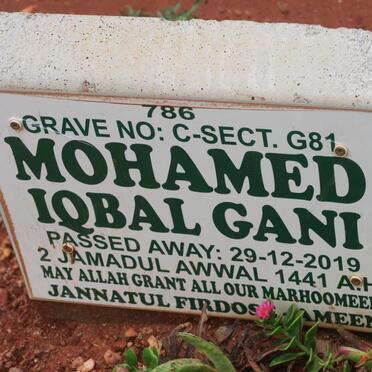 786
GRAVE NO: C-SECT. G81
MOHAMED
IQBAL GANI
PASSED AWAY: 29-12-2019
2 JAMADUL AWWAL 1441 AH
MAY ALLAH GRANT ALL OUR MARHOOMEEN
JANNATUL FIRDOS AMEEN